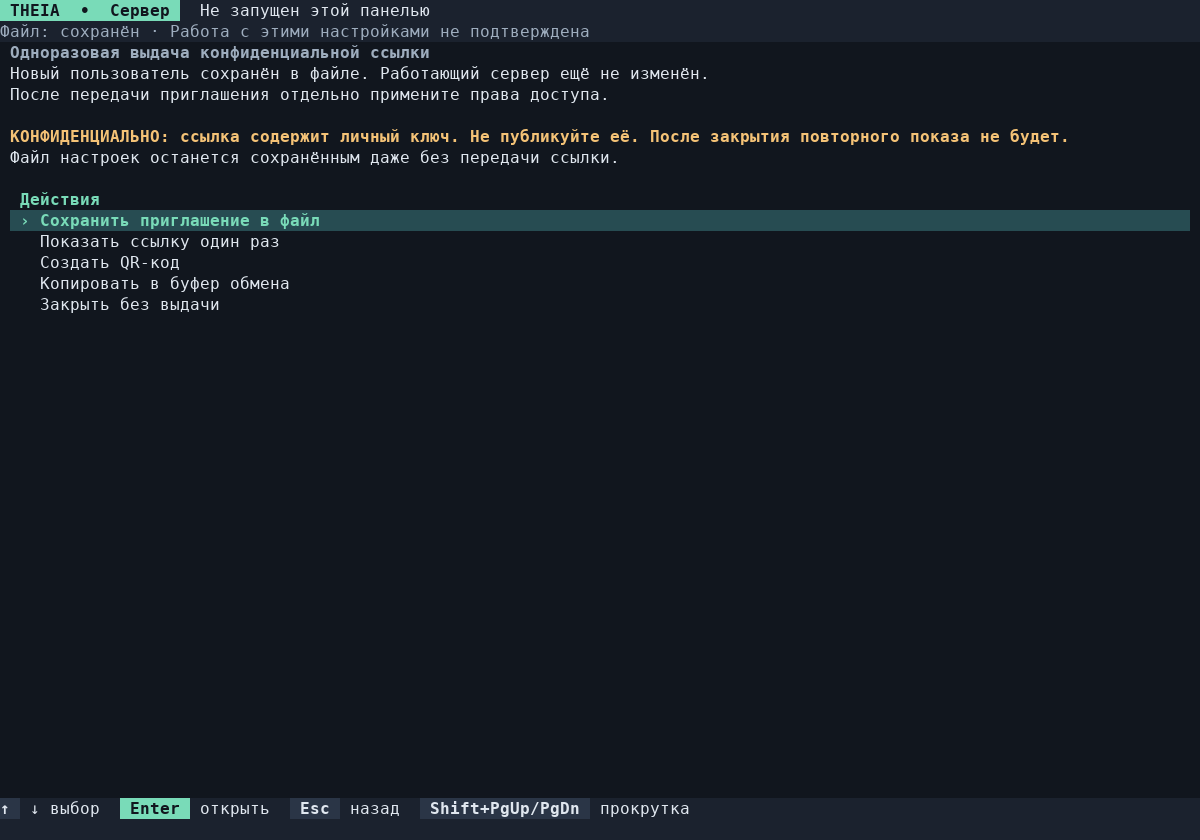 THEIA • Сервер Не запущен этой панелью
Файл: сохранён · Работа с этими настройками не подтверждена
Одноразовая выдача конфиденциальной ссылки
Новый пользователь сохранён в файле. Работающий сервер ещё не изменён.
После передачи приглашения отдельно примените права доступа.
КОНФИДЕНЦИАЛЬНО: ссылка содержит личный ключ. Не публикуйте её. После закрытия повторного показа не будет.
Файл настроек останется сохранённым даже без передачи ссылки.
Действия
› Сохранить приглашение в файл
Показать ссылку один раз
Создать QR-код
Копировать в буфер обмена
Закрыть без выдачи
↑ ↓ выбор Enter открыть Esc назад Shift+PgUp/PgDn прокрутка